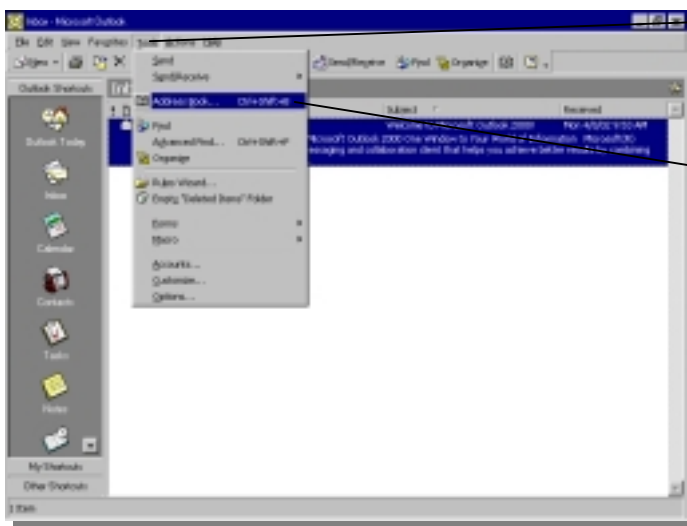 Inbox - Microsoft Outlook
File Edit View Favorites Tools Actions Help
New Send/Receive Find Organize
Outlook Shortcuts
Send
Send/Receive
Address Book... Ctrl+Shift+B
Find
Advanced Find... Ctrl+Shift+F
Organize
Rules Wizard...
Empty "Deleted Items" Folder
Forms
Macro
Accounts...
Customize...
Options...
Subject Received
Welcome to Microsoft Outlook 2000! Mon
Microsoft Outlook 2000 One Window to Your World of Information Microsoft(R)
messaging and collaboration client that helps you achieve better results by combining
Outlook Today
Inbox
Calendar
Contacts
Tasks
Notes
My Shortcuts
Other Shortcuts
1 Item